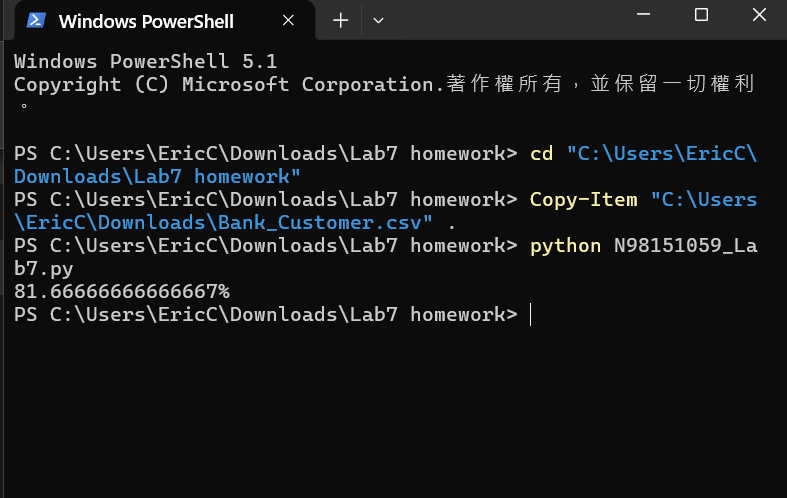 Windows PowerShell
Windows PowerShell 5.1
Copyright (C) Microsoft Corporation.著作權所有，並保留一切權利
。
PS C:\Users\EricC\Downloads\Lab7 homework> cd "C:\Users\EricC\
Downloads\Lab7 homework"
PS C:\Users\EricC\Downloads\Lab7 homework> Copy-Item "C:\Users
\EricC\Downloads\Bank_Customer.csv" .
PS C:\Users\EricC\Downloads\Lab7 homework> python N98151059_La
b7.py
81.66666666666667%
PS C:\Users\EricC\Downloads\Lab7 homework>